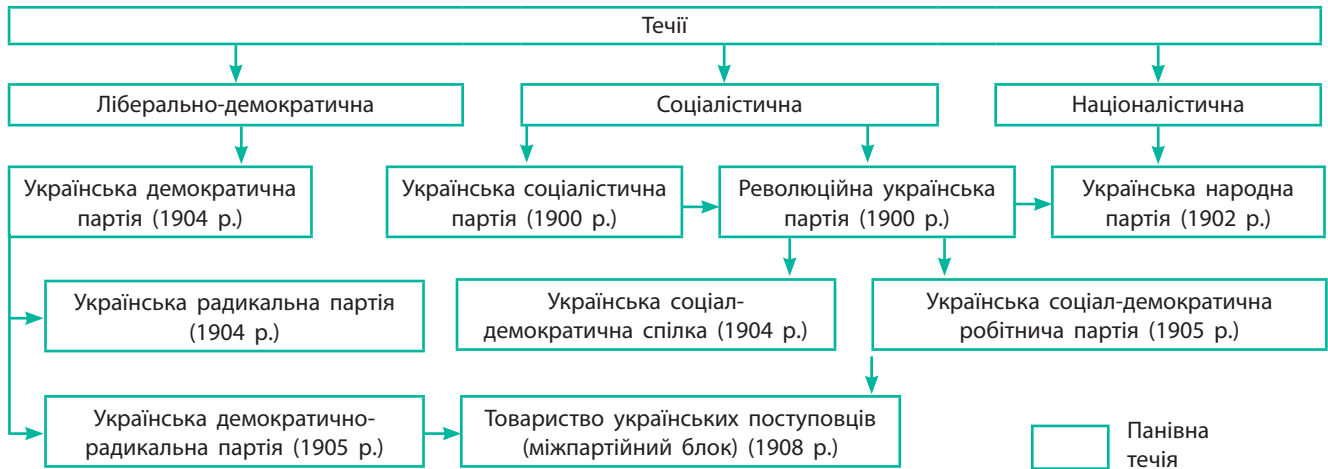 Течії
Ліберально-демократична
Соціалістична
Націоналістична
Українська демократична
партія (1904 р.)
Українська соціалістична
партія (1900 р.)
Революційна українська
партія (1900 р.)
Українська народна
партія (1902 р.)
Українська радикальна партія
(1904 р.)
Українська соціал-
демократична спілка (1904 р.)
Українська соціал-демократична
робітнича партія (1905 р.)
Українська демократично-
радикальна партія (1905 р.)
Товариство українських поступовців
(міжпартійний блок) (1908 р.)
Панівна
течія